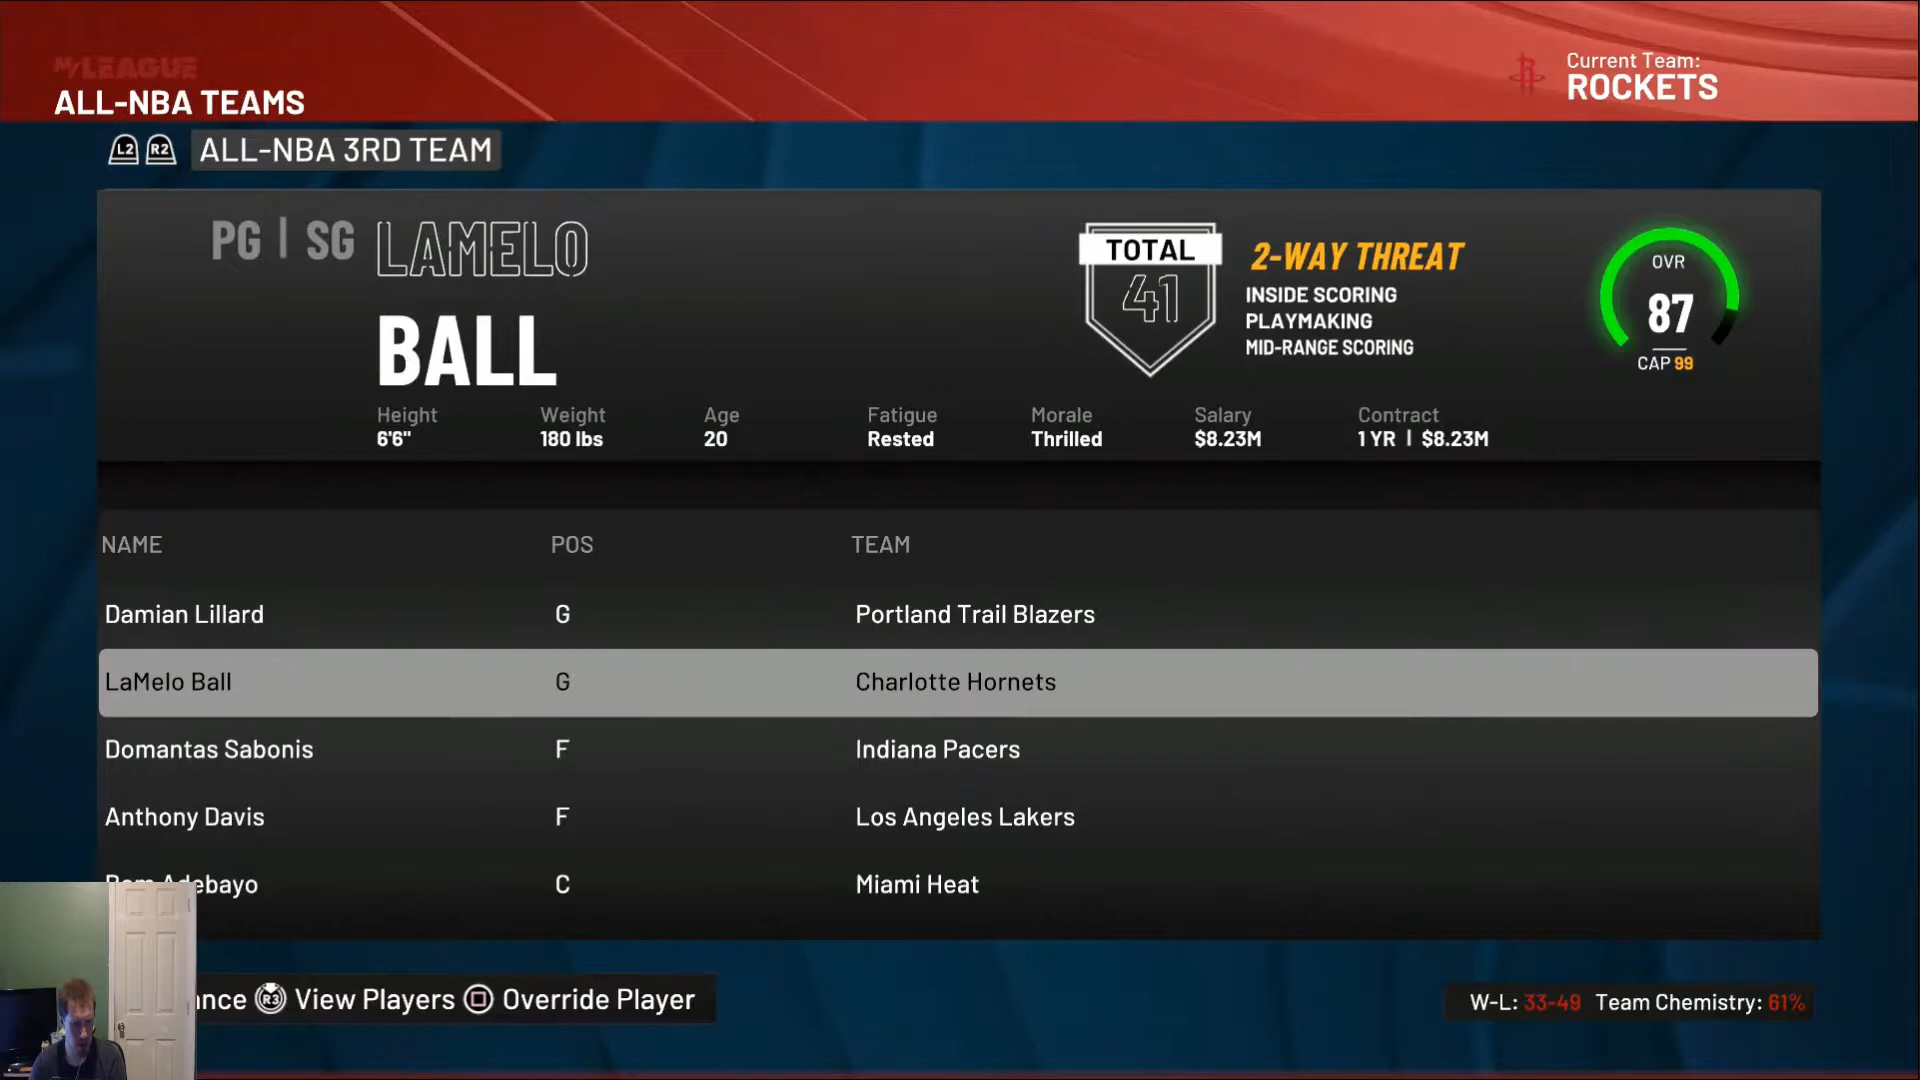 MyLEAGUE
ALL-NBA TEAMS
Current Team:
ROCKETS
L2 R2 ALL-NBA 3RD TEAM
PG | SG LAMELO
BALL
TOTAL
41
2-WAY THREAT
INSIDE SCORING
PLAYMAKING
MID-RANGE SCORING
OVR
87
CAP 99
Height Weight Age Fatigue Morale Salary Contract
6'6" 180 lbs 20 Rested Thrilled $8.23M 1 YR | $8.23M
NAME POS TEAM
Damian Lillard G Portland Trail Blazers
LaMelo Ball G Charlotte Hornets
Domantas Sabonis F Indiana Pacers
Anthony Davis F Los Angeles Lakers
Adebayo C Miami Heat
R3 View Players Override Player
W-L: 33-49 Team Chemistry: 61%